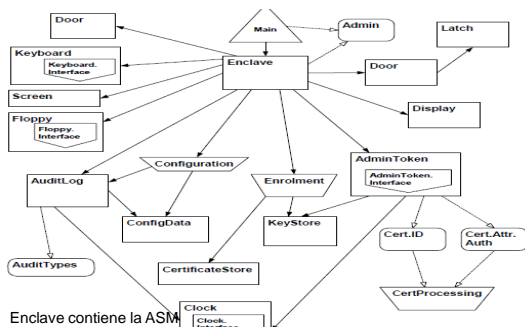 Door
Main
Admin
Latch
Keyboard
Keyboard.
Interface
Enclave
Door
Screen
Floppy
Floppy.
Interface
Display
Configuration
AdminToken
AdminToken.
Interface
AuditLog
Enrolment
ConfigData
KeyStore
Cert.ID
Cert.Attr.
Auth
AuditTypes
CertificateStore
CertProcessing
Clock
Clock.
Interface
Enclave contiene la ASM